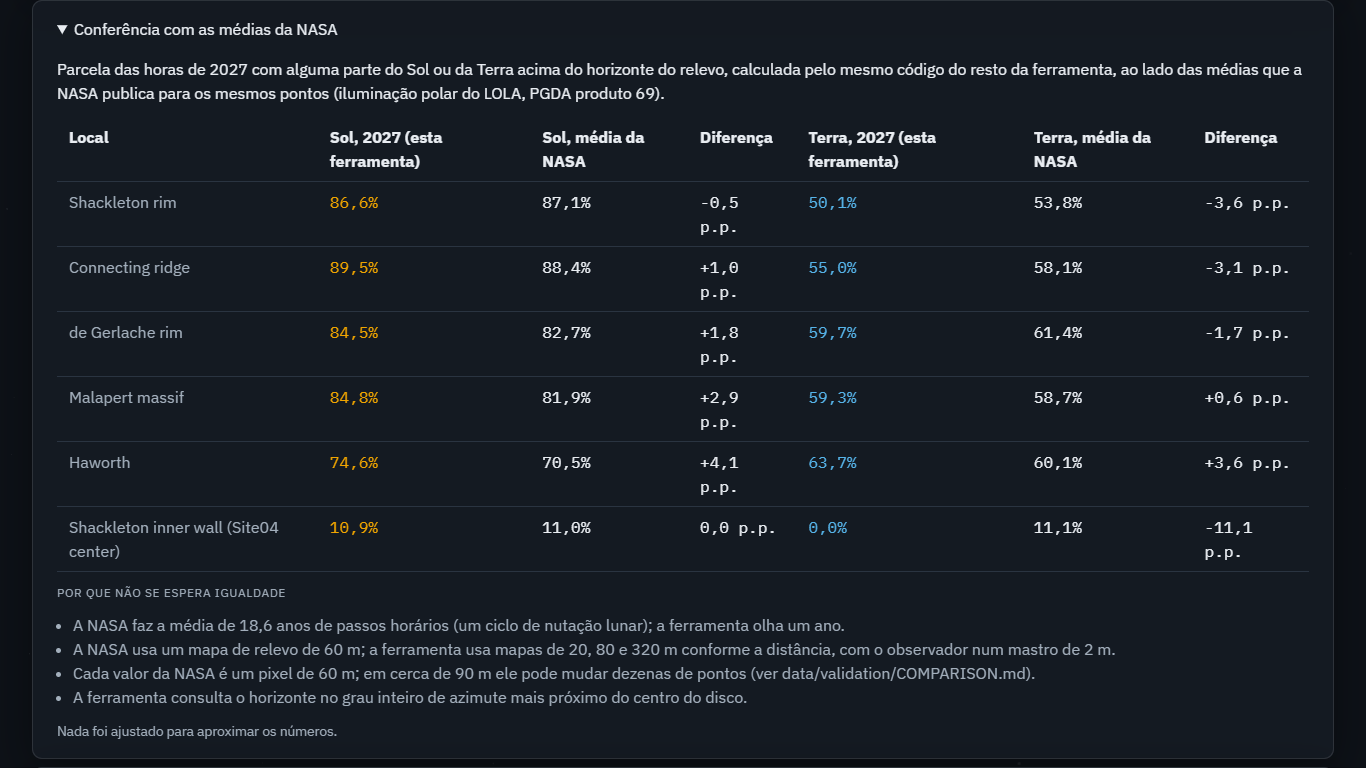 ▼ Conferência com as médias da NASA
Parcela das horas de 2027 com alguma parte do Sol ou da Terra acima do horizonte do relevo, calculada pelo mesmo código do resto da ferramenta, ao lado das médias que a
NASA publica para os mesmos pontos (iluminação polar do LOLA, PGDA produto 69).
Local Sol, 2027 (esta ferramenta) Sol, média da NASA Diferença Terra, 2027 (esta ferramenta) Terra, média da NASA Diferença
Shackleton rim 86,6% 87,1% -0,5 p.p. 50,1% 53,8% -3,6 p.p.
Connecting ridge 89,5% 88,4% +1,0 p.p. 55,0% 58,1% -3,1 p.p.
de Gerlache rim 84,5% 82,7% +1,8 p.p. 59,7% 61,4% -1,7 p.p.
Malapert massif 84,8% 81,9% +2,9 p.p. 59,3% 58,7% +0,6 p.p.
Haworth 74,6% 70,5% +4,1 p.p. 63,7% 60,1% +3,6 p.p.
Shackleton inner wall (Site04 center) 10,9% 11,0% 0,0 p.p. 0,0% 11,1% -11,1 p.p.
POR QUE NÃO SE ESPERA IGUALDADE
• A NASA faz a média de 18,6 anos de passos horários (um ciclo de nutação lunar); a ferramenta olha um ano.
• A NASA usa um mapa de relevo de 60 m; a ferramenta usa mapas de 20, 80 e 320 m conforme a distância, com o observador num mastro de 2 m.
• Cada valor da NASA é um pixel de 60 m; em cerca de 90 m ele pode mudar dezenas de pontos (ver data/validation/COMPARISON.md).
• A ferramenta consulta o horizonte no grau inteiro de azimute mais próximo do centro do disco.
Nada foi ajustado para aproximar os números.